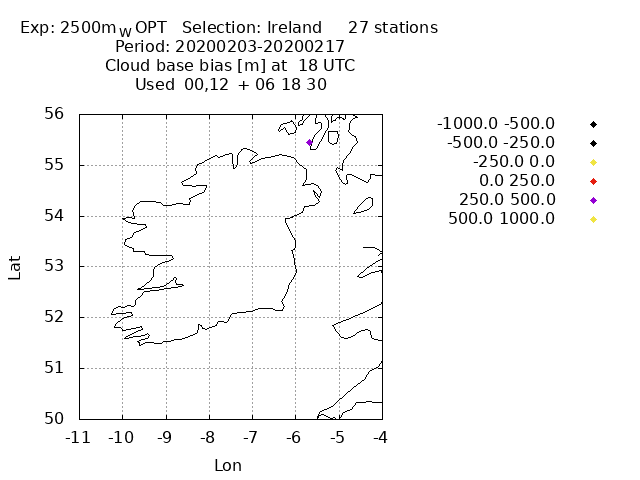 Exp: 2500mWOPT Selection: Ireland 27 stations
Period: 20200203-20200217
Cloud base bias [m] at 18 UTC
Used 00,12 + 06 18 30
-1000.0 -500.0
-500.0 -250.0
-250.0 0.0
0.0 250.0
250.0 500.0
500.0 1000.0
56
55
54
53
52
51
50
Lat
-11 -10 -9 -8 -7 -6 -5 -4
Lon